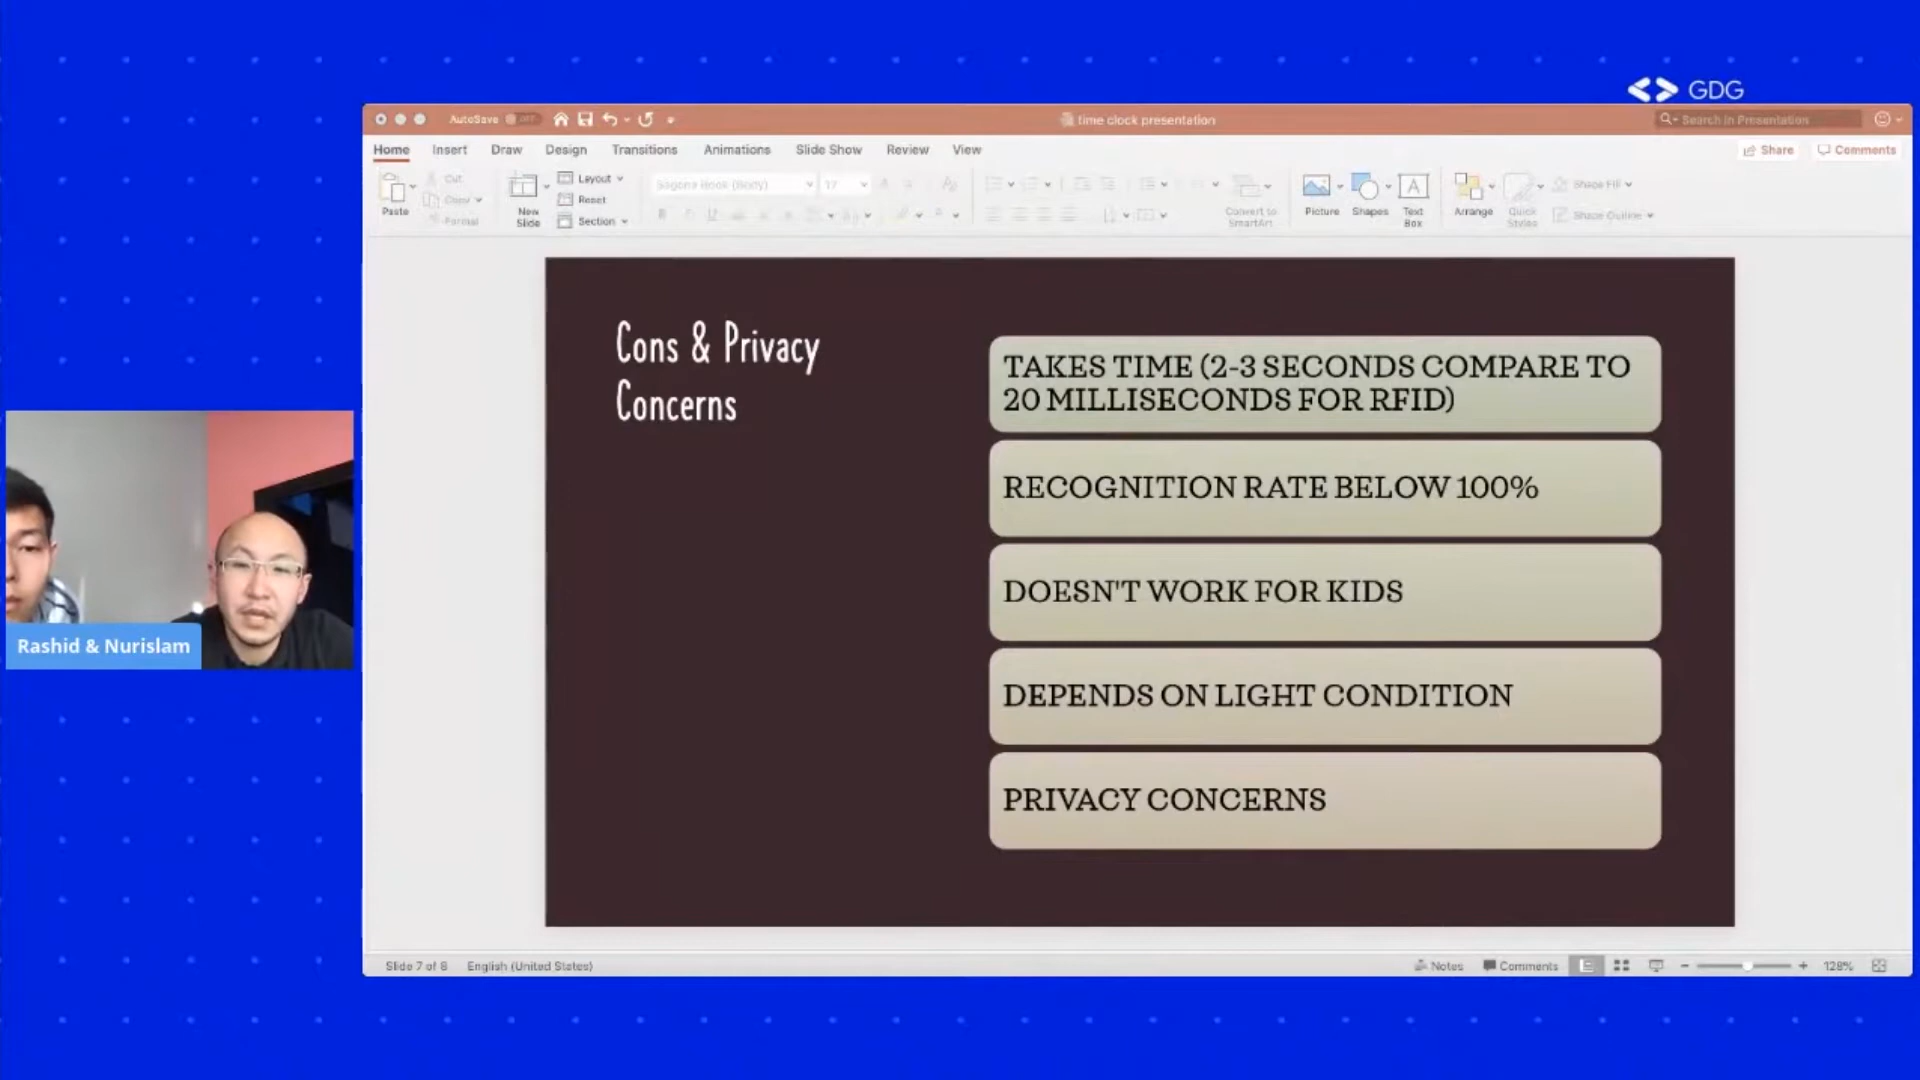 GDG
AutoSave OFF
time clock presentation
Search in Presentation
Home Insert Draw Design Transitions Animations Slide Show Review View
Share Comments
Paste
Cut
Copy
Format
New
Slide
Layout
Reset
Section
Sagona Book (Body) 17
Convert to
SmartArt
Picture
Shapes
Text
Box
Arrange
Quick
Styles
Shape Fill
Shape Outline
Cons & Privacy
Concerns
TAKES TIME (2-3 SECONDS COMPARE TO
20 MILLISECONDS FOR RFID)
RECOGNITION RATE BELOW 100%
DOESN'T WORK FOR KIDS
DEPENDS ON LIGHT CONDITION
PRIVACY CONCERNS
Rashid & Nurislam
Slide 7 of 8 English (United States)
Notes Comments 128%